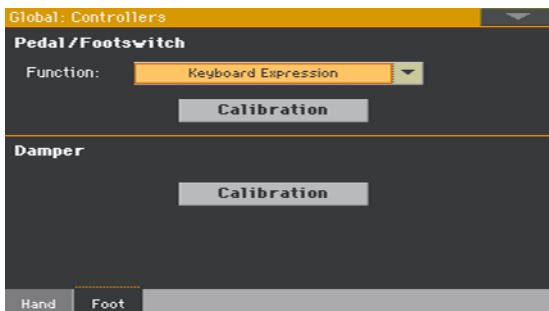 Global: Controllers
Pedal/Footswitch
Function: Keyboard Expression
Calibration
Damper
Calibration
Hand Foot